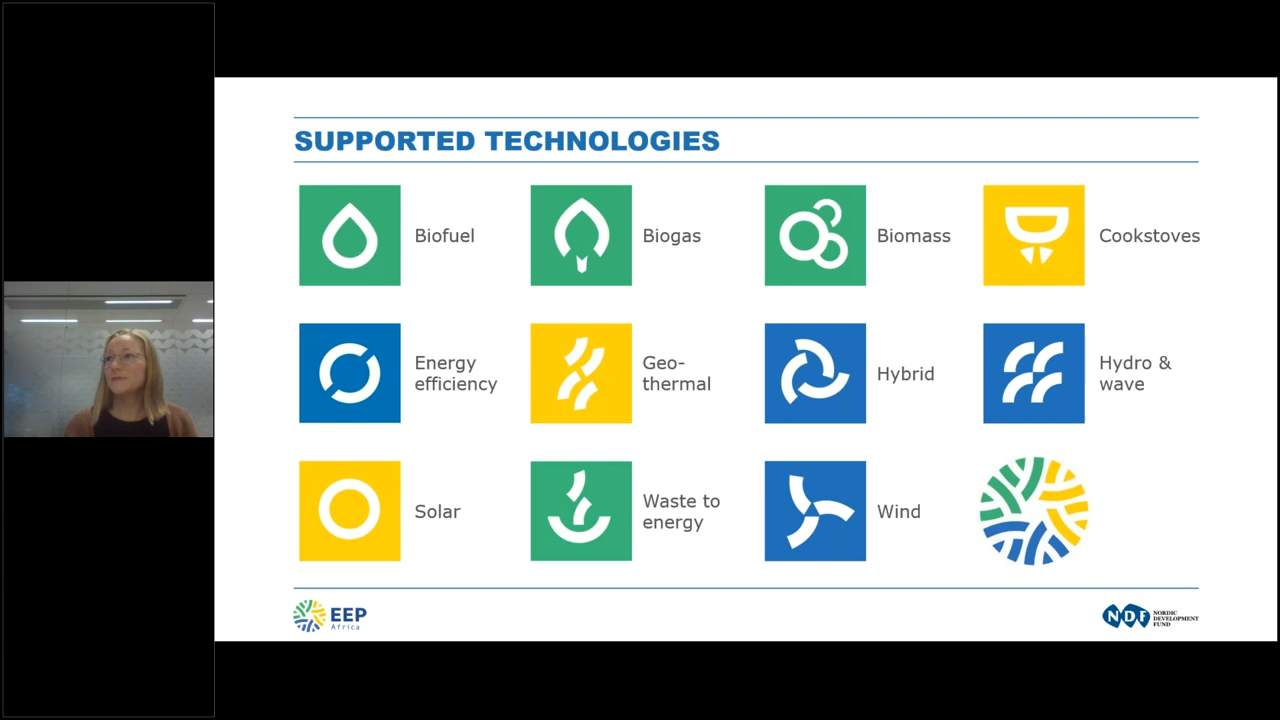 SUPPORTED TECHNOLOGIES
Biofuel
Biogas
Biomass
Cookstoves
Energy
efficiency
Geo-
thermal
Hybrid
Hydro &
wave
Solar
Waste to
energy
Wind
EEP
Africa
NDF
NORDIC
DEVELOPMENT
FUND